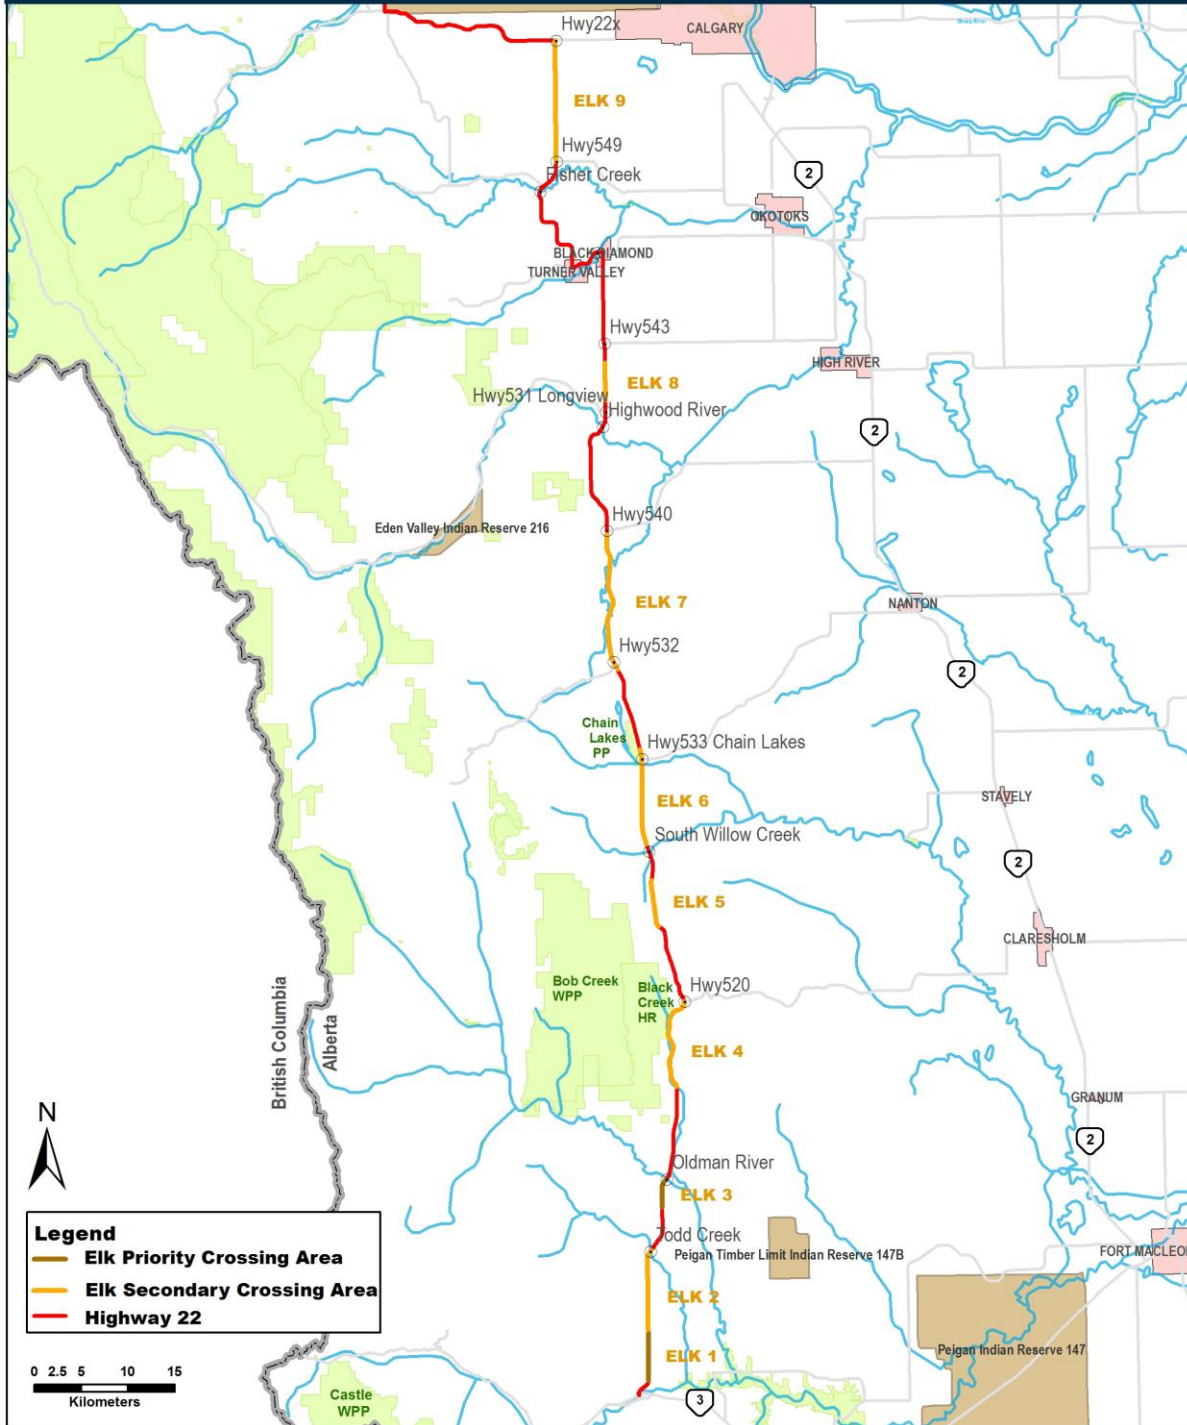 Hwy22x
CALGARY
ELK 9
Hwy549
Fisher Creek
2
OKOTOKS
BLACK DIAMOND
TURNER VALLEY
Hwy543
HIGH RIVER
ELK 8
Hwy531 Longview
Highwood River
2
Hwy540
Eden Valley Indian Reserve 216
ELK 7
NANTON
Hwy532
2
Chain
Lakes
PP
Hwy533 Chain Lakes
ELK 6
STAVELY
South Willow Creek
2
ELK 5
CLARESHOLM
Bob Creek
WPP
Black
Creek
HR
Hwy520
British Columbia
Alberta
ELK 4
GRANUM
2
N
Oldman River
ELK 3
Todd Creek
Peigan Timber Limit Indian Reserve 147B
FORT MACLEO
Legend
Elk Priority Crossing Area
Elk Secondary Crossing Area
Highway 22
ELK 2
ELK 1
Peigan Indian Reserve 147
0 2.5 5 10 15
Kilometers
Castle
WPP
3